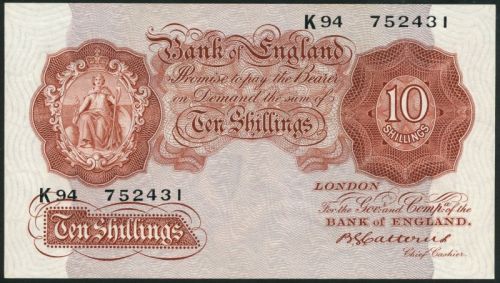 K94 752431
Bank of England
Promise to pay the Bearer
on Demand the sum of
Ten Shillings
10
SHILLINGS
K94 752431
Ten Shillings
LONDON
For the Govr. and Compa. of the
BANK OF ENGLAND.
B.G. Catterns
Chief Cashier.